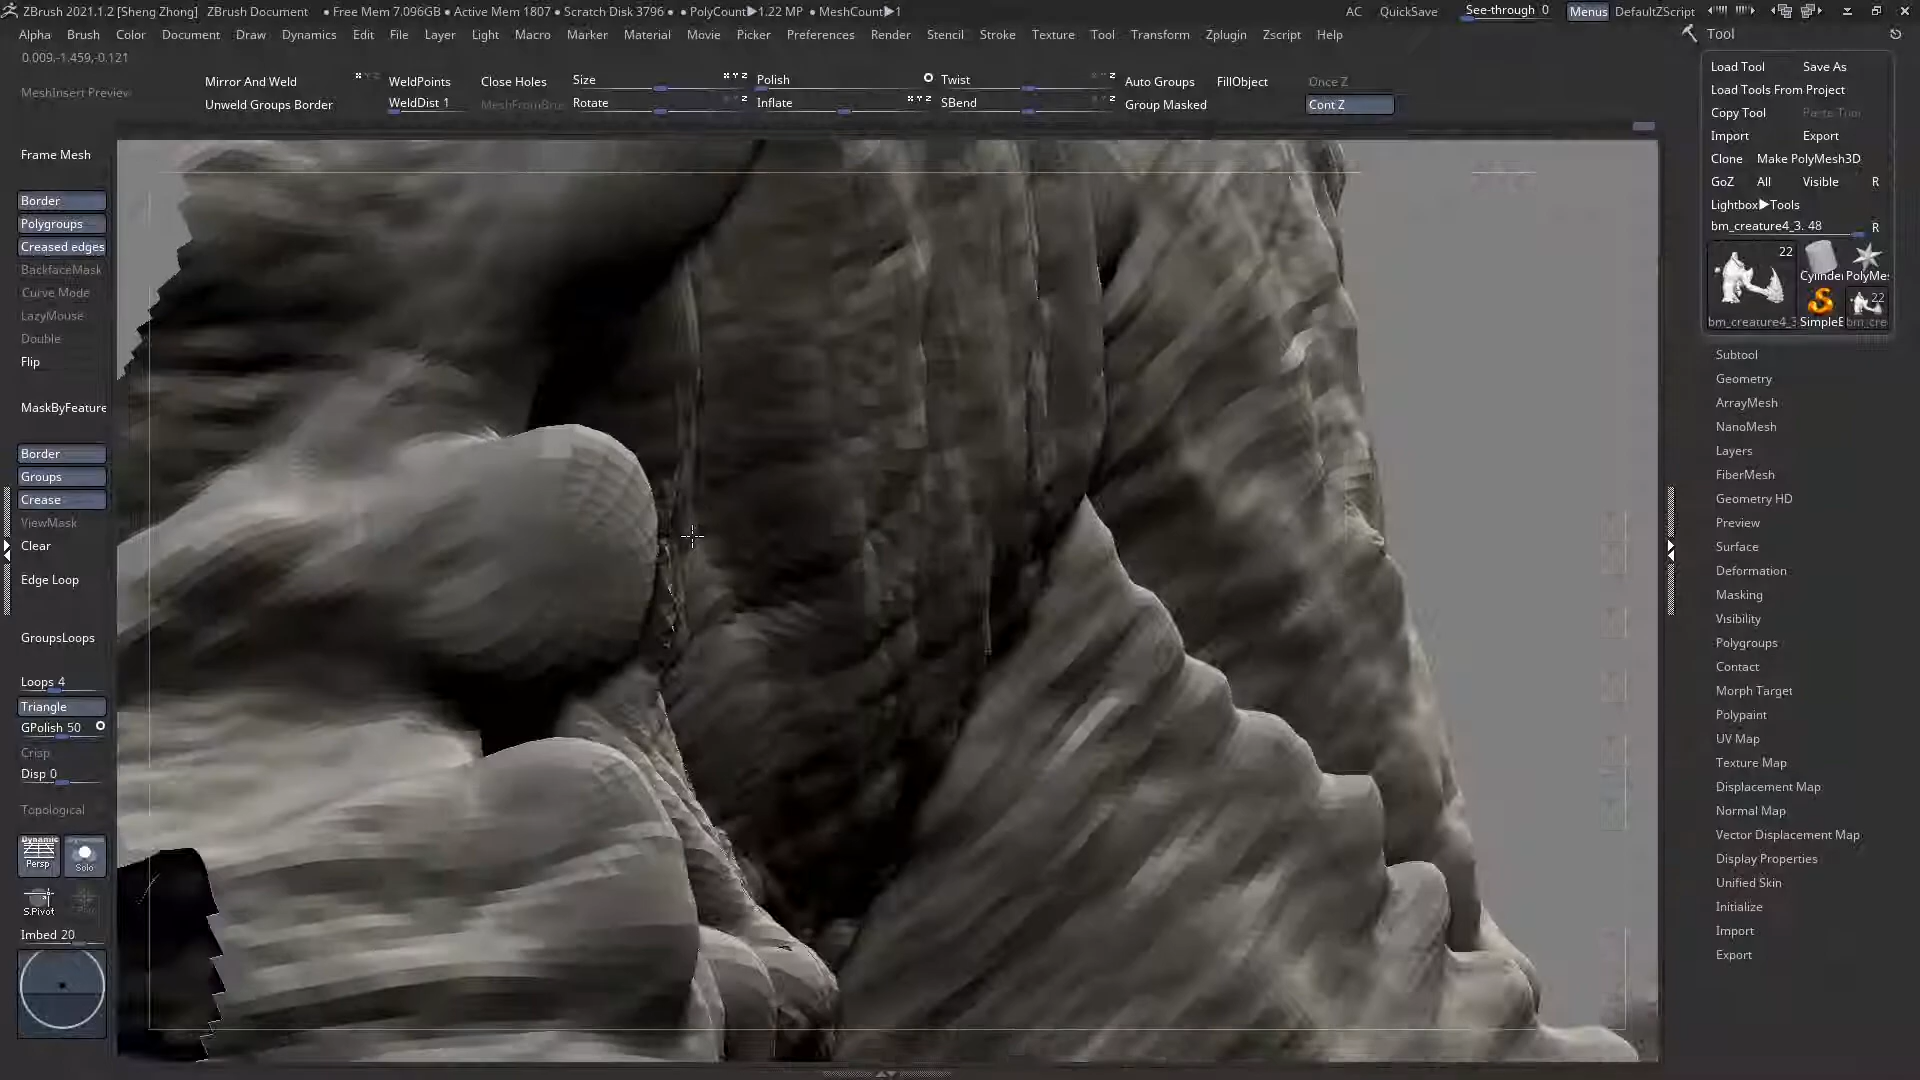 ZBrush 2021.1.2 [Sheng Zhong] ZBrush Document • Free Mem 7.096GB • Active Mem 1807 • Scratch Disk 3796 • • PolyCount▶1.22 MP • MeshCount▶1 AC QuickSave See-through 0 Menus DefaultZScript
Alpha Brush Color Document Draw Dynamics Edit File Layer Light Macro Marker Material Movie Picker Preferences Render Stencil Stroke Texture Tool Transform Zplugin Zscript Help
0.009,-1.459,-0.121
MeshInsert Preview
Mirror And Weld
Unweld Groups Border
WeldPoints
WeldDist 1
Close Holes
MeshFromBru
Size
Rotate
Polish
Inflate
Twist
SBend
Auto Groups
Group Masked
FillObject
Once Z
Cont Z
Frame Mesh
Border
Polygroups
Creased edges
BackfaceMask
Curve Mode
LazyMouse
Double
Flip
MaskByFeature
Border
Groups
Crease
ViewMask
Clear
Edge Loop
GroupsLoops
Loops 4
Triangle
GPolish 50
Crisp
Disp 0
Topological
Dynamic
Persp
Dynamic
Solo
S.Pivot
Imbed 20
Tool
Load Tool Save As
Load Tools From Project
Copy Tool Paste Tool
Import Export
Clone Make PolyMesh3D
GoZ All Visible R
Lightbox▶Tools
bm_creature4_3. 48 R
22
Cylinde PolyMe
22
bm_creature4_3 SimpleE bm_cre
Subtool
Geometry
ArrayMesh
NanoMesh
Layers
FiberMesh
Geometry HD
Preview
Surface
Deformation
Masking
Visibility
Polygroups
Contact
Morph Target
Polypaint
UV Map
Texture Map
Displacement Map
Normal Map
Vector Displacement Map
Display Properties
Unified Skin
Initialize
Import
Export